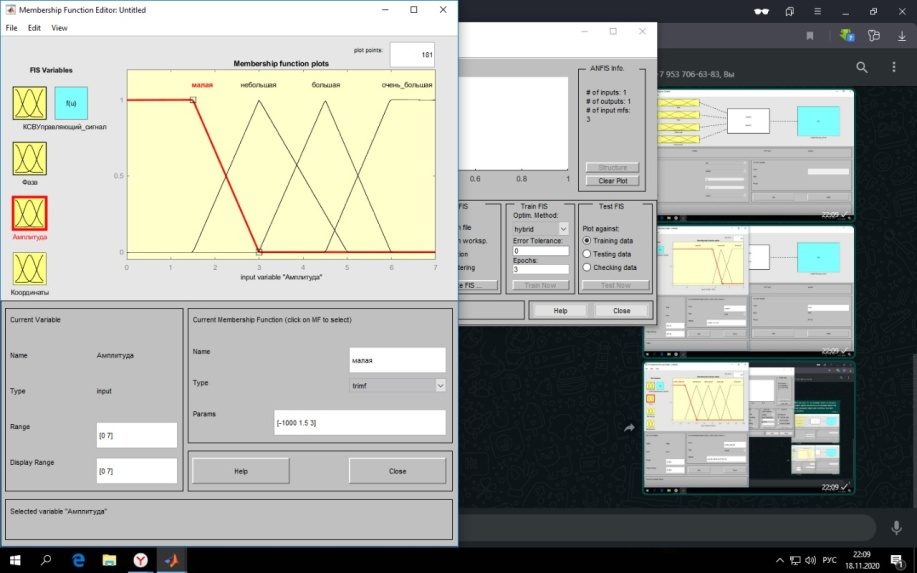 Membership Function Editor: Untitled
File Edit View
FIS Variables
plot points: 181
Membership function plots
малая небольшая большая очень_большая
f(u)
КСВУправляющий_сигнал
Фаза
Амплитуда
Координаты
1
0.5
0
0 1 2 3 4 5 6 7
input variable "Амплитуда"
Current Variable
Name Амплитуда
Type input
Range [0 7]
Display Range [0 7]
Current Membership Function (click on MF to select)
Name малая
Type trimf
Params [-1000 1.5 3]
Help Close
Selected variable "Амплитуда"
ANFIS Info.
# of inputs: 1
# of outputs: 1
# of input mfs:
3
Structure
Clear Plot
0.6 0.8 1
FIS
file
worksp.
tering
FIS ...
Train FIS
Optim. Method:
hybrid
Error Tolerance:
0
Epochs:
3
Train Now
Test FIS
Plot against:
Training data
Testing data
Checking data
Test Now
Help Close
7 953 706-63-83, Вы
22:09
22:09
22:09
РУС
22:09
18.11.2020
1